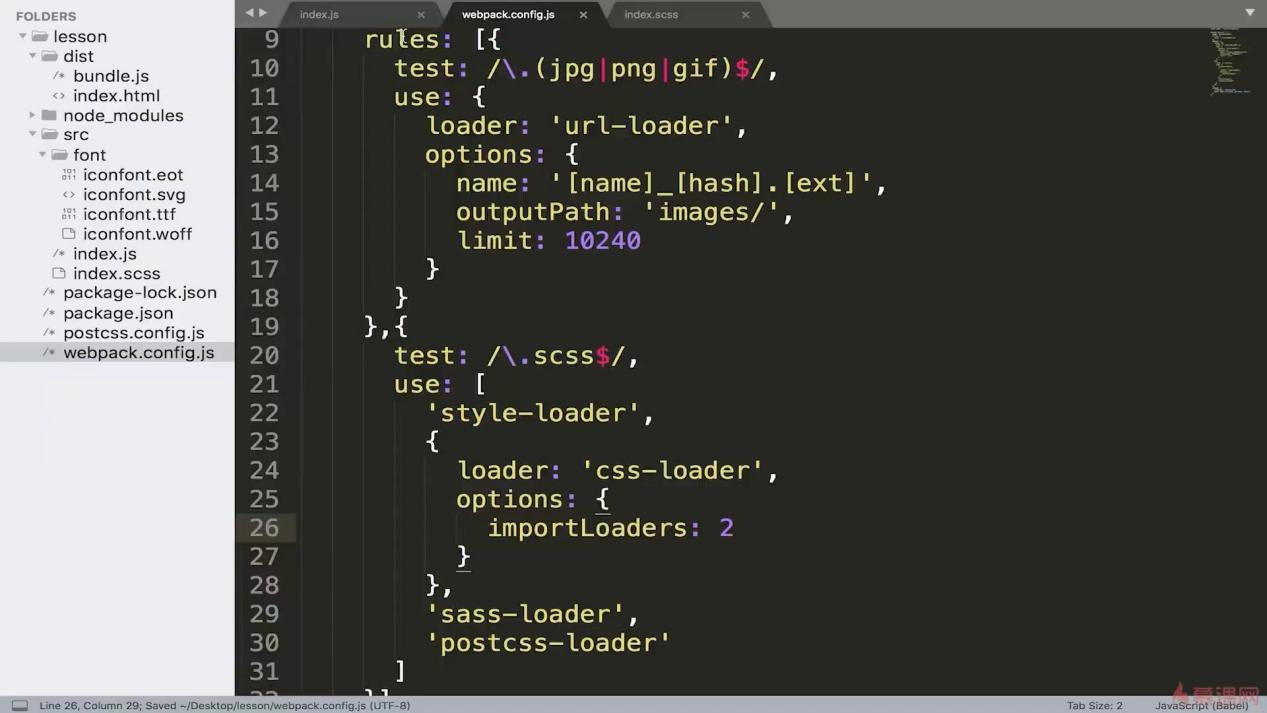 FOLDERS
lesson
dist
bundle.js
index.html
node_modules
src
font
iconfont.eot
iconfont.svg
iconfont.ttf
iconfont.woff
index.js
index.scss
package-lock.json
package.json
postcss.config.js
webpack.config.js
index.js
webpack.config.js
index.scss
9 rules: [{
10 test: /\.(jpg|png|gif)$/,
11 use: {
12 loader: 'url-loader',
13 options: {
14 name: '[name]_[hash].[ext]',
15 outputPath: 'images/',
16 limit: 10240
17 }
18 }
19 },{
20 test: /\.scss$/,
21 use: [
22 'style-loader',
23 {
24 loader: 'css-loader',
25 options: {
26 importLoaders: 2
27 }
28 },
29 'sass-loader',
30 'postcss-loader'
31 ]
Line 26, Column 29; Saved ~/Desktop/lesson/webpack.config.js (UTF-8)
Tab Size: 2
JavaScript (Babel)
慕课网